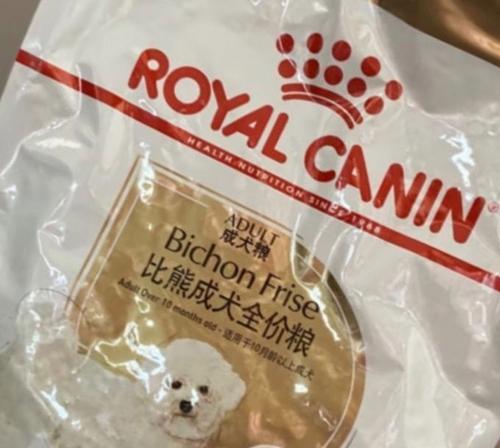 ROYAL CANIN
HEALTH NUTRITION SINCE 1968
ADULT
成犬粮
Bichon Frise
比熊成犬全价粮
Adult Over 10 months old - 适用于10月龄以上成犬